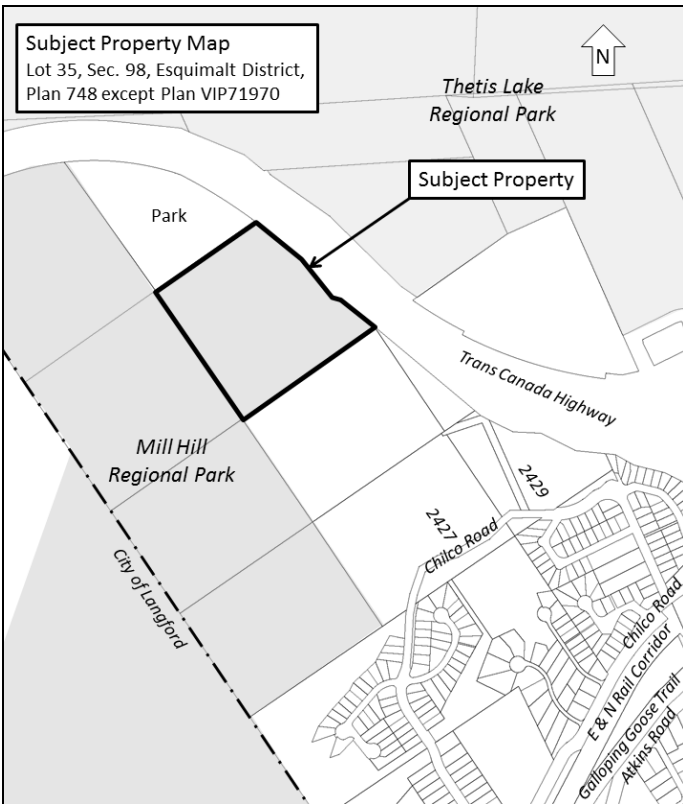 Subject Property Map
Lot 35, Sec. 98, Esquimalt District,
Plan 748 except Plan VIP71970
N
Thetis Lake
Regional Park
Subject Property
Park
Trans Canada Highway
Mill Hill
Regional Park
2429
2427
Chilco Road
City of Langford
Chilco Road
E & N Rail Corridor
Galloping Goose Trail
Atkins Road